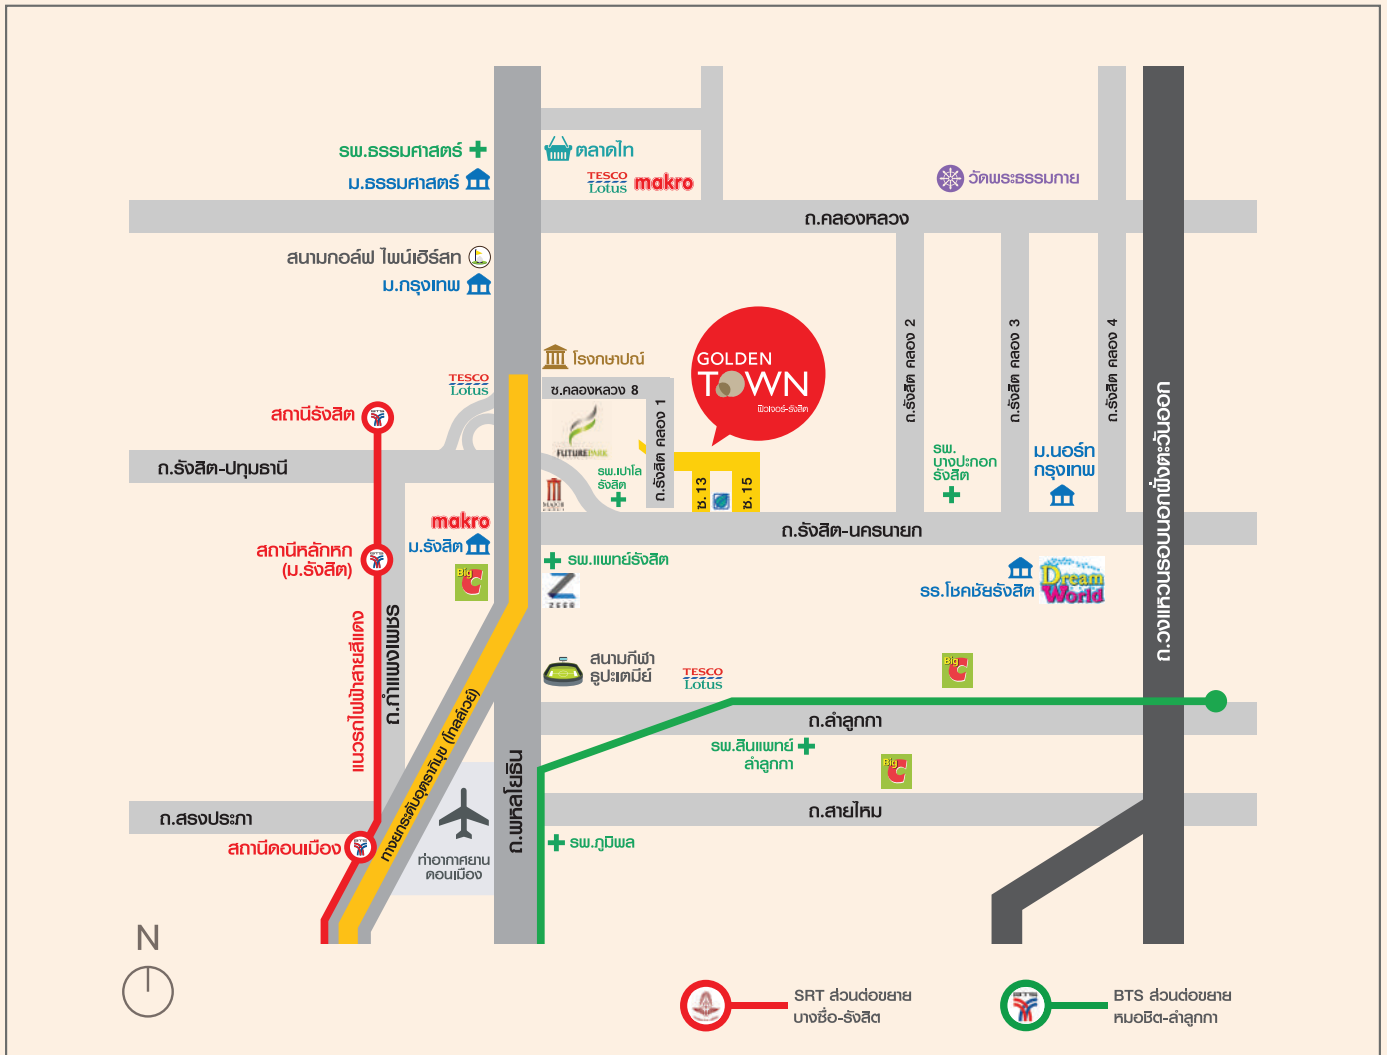 รพ.ธรรมศาสตร์
ตลาดไท
ม.ธรรมศาสตร์
TESCO
Lotus
makro
วัดพระธรรมกาย
ถ.คลองหลวง
สนามกอล์ฟ ไพน์เฮิร์สท
ม.กรุงเทพ
โรงกษาปณ์
GOLDEN
TOWN
ฟิวเจอร์-รังสิต
TESCO
Lotus
ซ.คลองหลวง 8
ถ.รังสิต คลอง 1
ถ.รังสิต คลอง 2
ถ.รังสิต คลอง 3
ถ.รังสิต คลอง 4
ถ.วงแหวนรอบนอกฝั่งตะวันออก
สถานีรังสิต
BTS
FUTUREPARK
ถ.รังสิต-ปทุมธานี
รพ.เปาโล
รังสิต
MAJOR
ซ. 13
ซ. 15
รพ.
บางปะกอก
รังสิต
ม.นอร์ท
กรุงเทพ
makro
ม.รังสิต
ถ.รังสิต-นครนายก
สถานีหลักหก
(ม.รังสิต)
BTS
Big C
รพ.แพทย์รังสิต
ZEER
รร.โชคชัยรังสิต
Dream
World
แนวรถไฟฟ้าสายสีแดง
ถ.กำแพงเพชร
ทางยกระดับอุตราภิมุข (โทลล์เวย์)
ถ.พหลโยธิน
สนามกีฬา
ธูปะเตมีย์
TESCO
Lotus
Big C
ถ.ลำลูกกา
รพ.สินแพทย์
ลำลูกกา
Big C
ถ.สรงประภา
ถ.สายไหม
สถานีดอนเมือง
BTS
ท่าอากาศยาน
ดอนเมือง
รพ.ภูมิพล
N
SRT ส่วนต่อขยาย
บางซื่อ-รังสิต
BTS
BTS ส่วนต่อขยาย
หมอชิต-ลำลูกกา